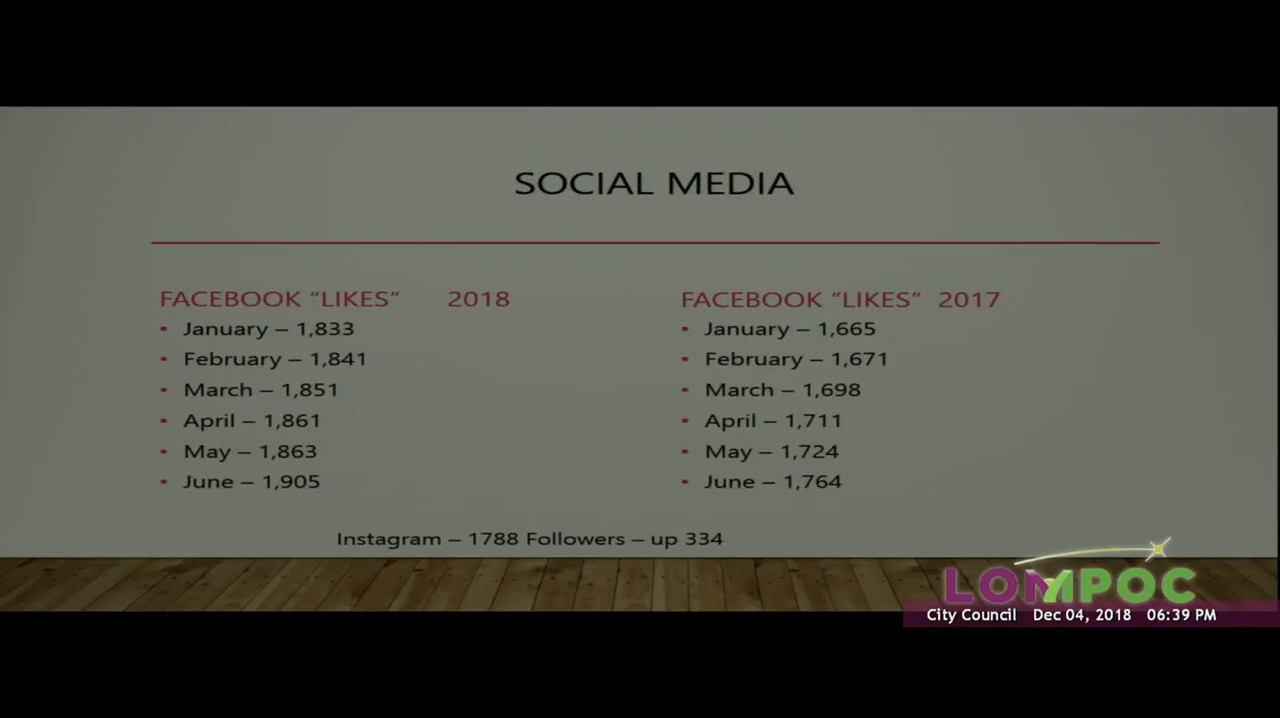 SOCIAL MEDIA
FACEBOOK “LIKES” 2018
• January – 1,833
• February – 1,841
• March – 1,851
• April – 1,861
• May – 1,863
• June – 1,905
FACEBOOK “LIKES” 2017
• January – 1,665
• February – 1,671
• March – 1,698
• April – 1,711
• May – 1,724
• June – 1,764
Instagram – 1788 Followers – up 334
LOMPOC
City Council Dec 04, 2018 06:39 PM